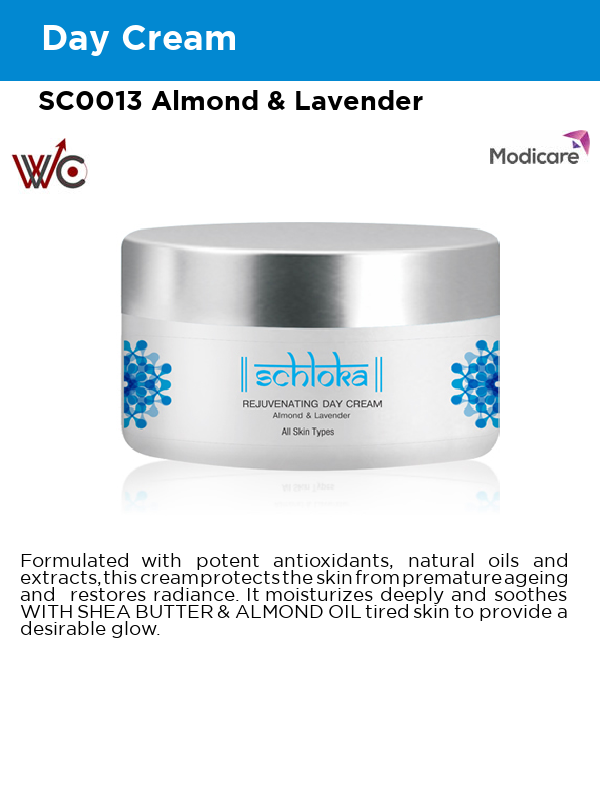 Day Cream
SC0013 Almond & Lavender
WC
Modicare
||schloka||
REJUVENATING DAY CREAM
Almond & Lavender
All Skin Types
Formulated with potent antioxidants, natural oils and
extracts, this cream protects the skin from premature ageing
and restores radiance. It moisturizes deeply and soothes
WITH SHEA BUTTER & ALMOND OIL tired skin to provide a
desirable glow.